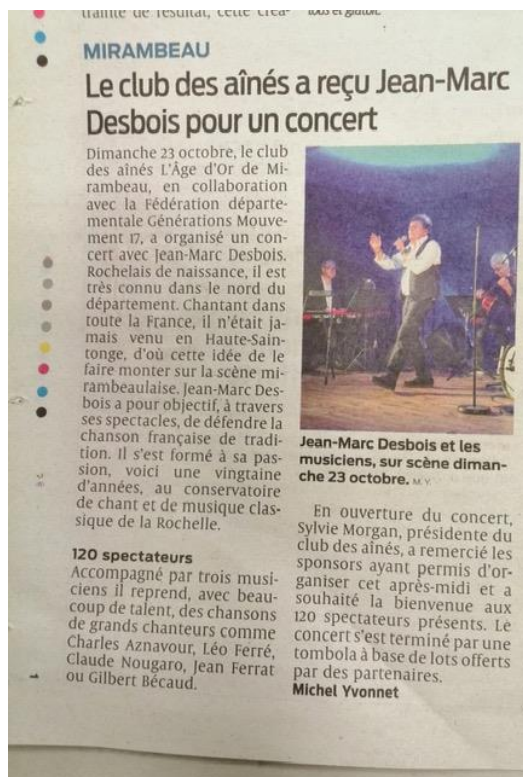 tous et gratuit.
MIRAMBEAU
Le club des aînés a reçu Jean-Marc
Desbois pour un concert
Dimanche 23 octobre, le club
des aînés L'Âge d'Or de Mi-
rambeau, en collaboration
avec la Fédération départe-
mentale Générations Mouve-
ment 17, a organisé un con-
cert avec Jean-Marc Desbois.
Rochelais de naissance, il est
très connu dans le nord du
département. Chantant dans
toute la France, il n'était ja-
mais venu en Haute-Sain-
tonge, d'où cette idée de le
faire monter sur la scène mi-
rambeaulaise. Jean-Marc Des-
bois a pour objectif, à travers
ses spectacles, de défendre la
chanson française de tradi-
tion. Il s'est formé à sa pas-
sion, voici une vingtaine
d'années, au conservatoire
de chant et de musique clas-
sique de la Rochelle.
120 spectateurs
Accompagné par trois musi-
ciens il reprend, avec beau-
coup de talent, des chansons
de grands chanteurs comme
Charles Aznavour, Léo Ferré,
Claude Nougaro, Jean Ferrat
ou Gilbert Bécaud.
Jean-Marc Desbois et les
musiciens, sur scène diman-
che 23 octobre. M. Y.
En ouverture du concert,
Sylvie Morgan, présidente du
club des aînés, a remercié les
sponsors ayant permis d'or-
ganiser cet après-midi et a
souhaité la bienvenue aux
120 spectateurs présents. Le
concert s'est terminé par une
tombola à base de lots offerts
par des partenaires.
Michel Yvonnet